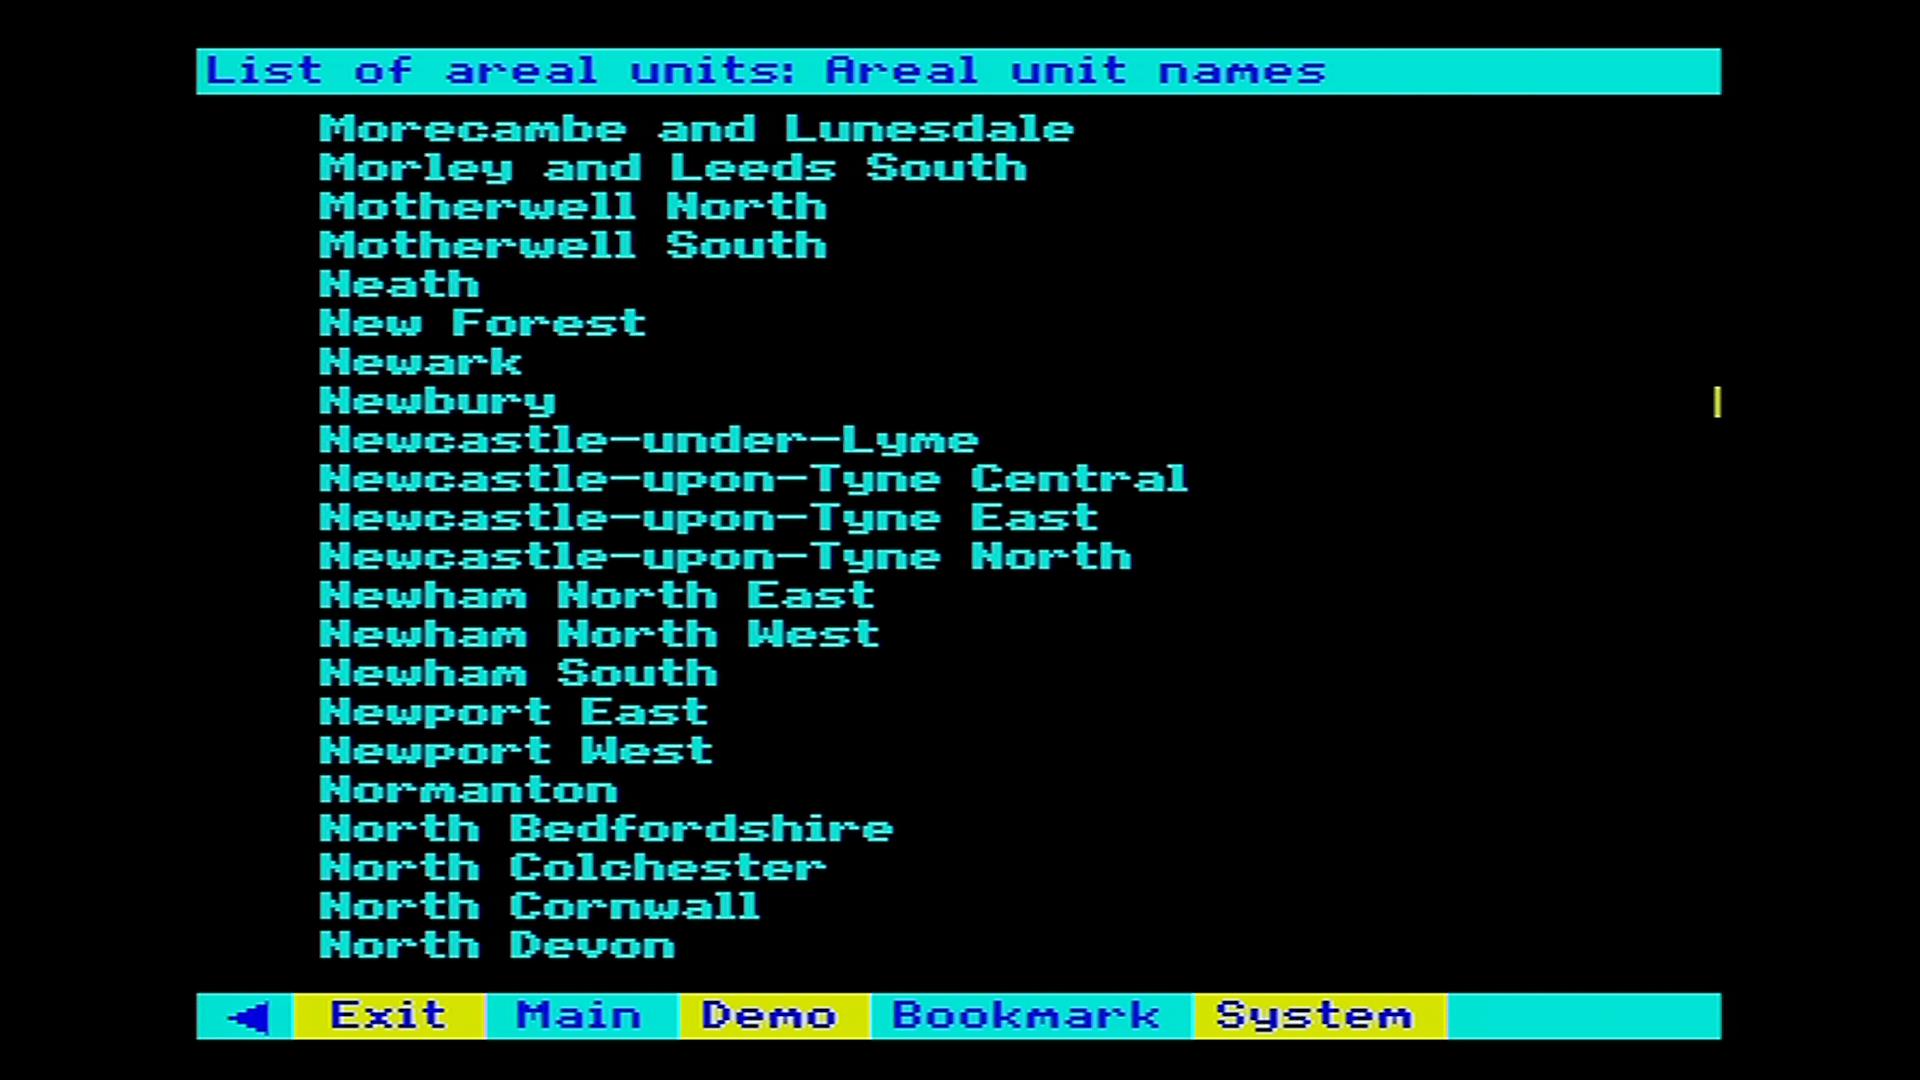 List of areal units: Areal unit names
Morecambe and Lunesdale
Morley and Leeds South
Motherwell North
Motherwell South
Neath
New Forest
Newark
Newbury
Newcastle-under-Lyme
Newcastle-upon-Tyne Central
Newcastle-upon-Tyne East
Newcastle-upon-Tyne North
Newham North East
Newham North West
Newham South
Newport East
Newport West
Normanton
North Bedfordshire
North Colchester
North Cornwall
North Devon
◀ Exit Main Demo Bookmark System